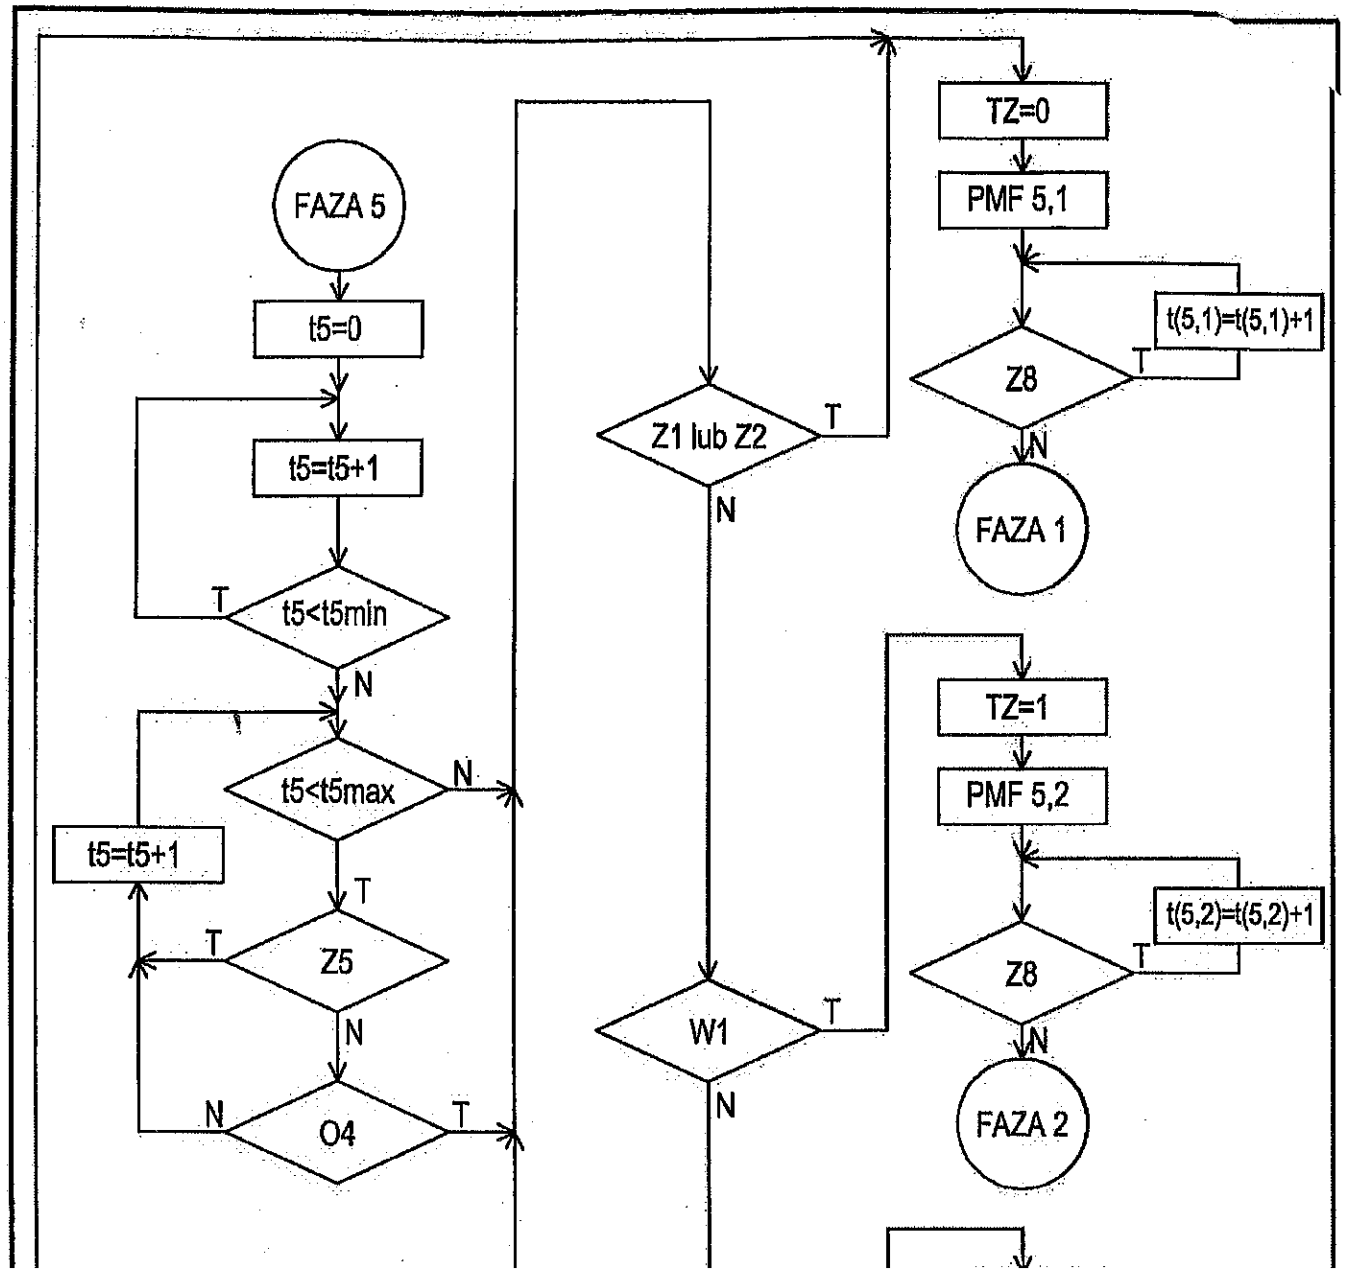 FAZA 5
t5=0
t5=t5+1
T
t5<t5min
N
t5<t5max
N
t5=t5+1
T
T
Z5
N
N
O4
T
Z1 lub Z2
T
N
W1
T
N
TZ=0
PMF 5,1
t(5,1)=t(5,1)+1
Z8
T
N
FAZA 1
TZ=1
PMF 5,2
t(5,2)=t(5,2)+1
Z8
T
N
FAZA 2